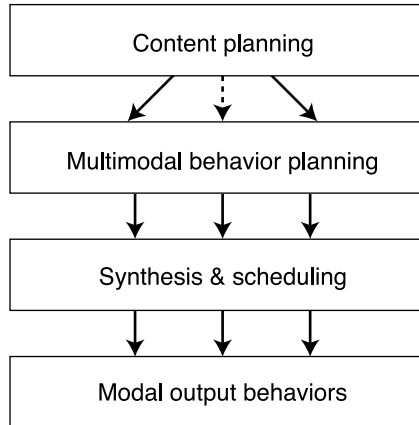 Content planning
Multimodal behavior planning
Synthesis & scheduling
Modal output behaviors